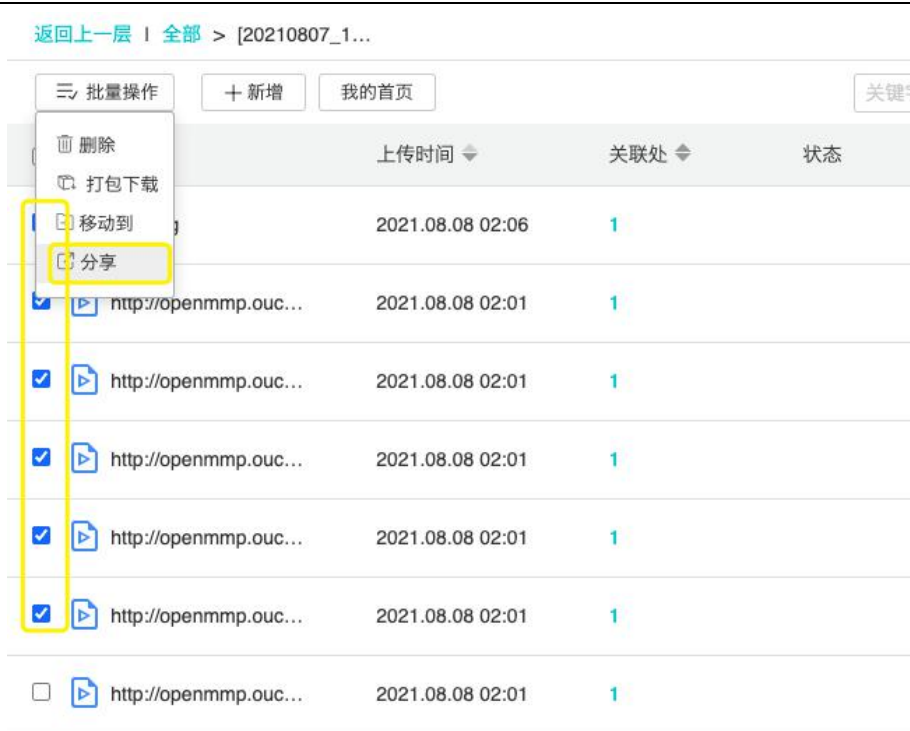 返回上一层 | 全部 > [20210807_1...
批量操作 新增 我的首页 关键字
删除
上传时间 关联处 状态
打包下载
移动到 g 2021.08.08 02:06 1
分享
http://openmmp.ouc... 2021.08.08 02:01 1
http://openmmp.ouc... 2021.08.08 02:01 1
http://openmmp.ouc... 2021.08.08 02:01 1
http://openmmp.ouc... 2021.08.08 02:01 1
http://openmmp.ouc... 2021.08.08 02:01 1
http://openmmp.ouc... 2021.08.08 02:01 1